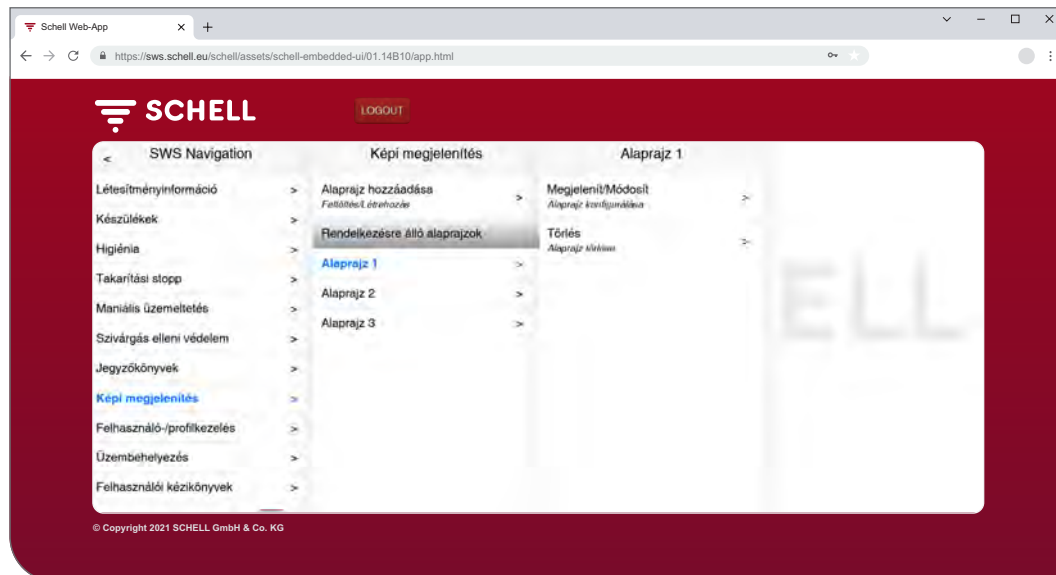 Schell Web-App
https://sws.schell.eu/schell/assets/schell-embedded-ui/01.14B10/app.html
SCHELL
LOGOUT
< SWS Navigation
Létesítményinformáció >
Készülékek >
Higiénia >
Takarítási stopp >
Maniális üzemeltetés >
Szivárgás elleni védelem >
Jegyzőkönyvek >
Képi megjelenítés >
Felhasználó-/profilkezelés >
Üzembehelyezés >
Felhasználói kézikönyvek >
Képi megjelenítés
Alaprajz hozzáadása >
Feltöltés/Létrehozás
Rendelkezésre álló alaprajzok
Alaprajz 1 >
Alaprajz 2 >
Alaprajz 3 >
Alaprajz 1
Megjelenít/Módosít >
Alaprajz konfigurálása
Törlés >
Alaprajz törlése
ELL
© Copyright 2021 SCHELL GmbH & Co. KG